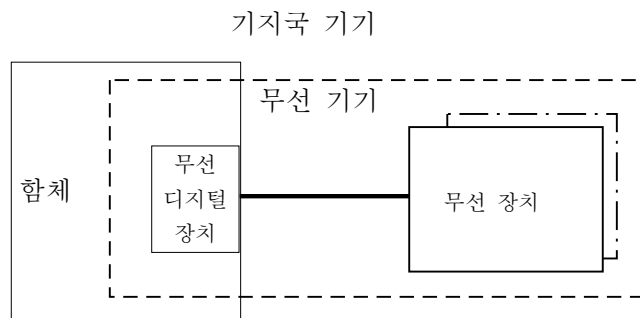 기지국 기기
무선 기기
무선
디지털
장치
함체
무선 장치